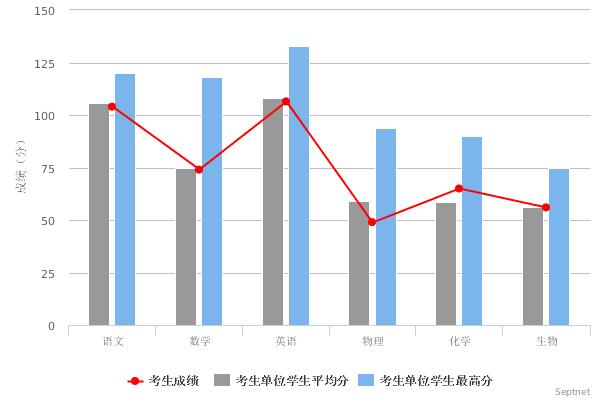 150
125
100
75
50
25
0
成绩（分）
语文 数学 英语 物理 化学 生物
考生成绩 考生单位学生平均分 考生单位学生最高分
Septnet